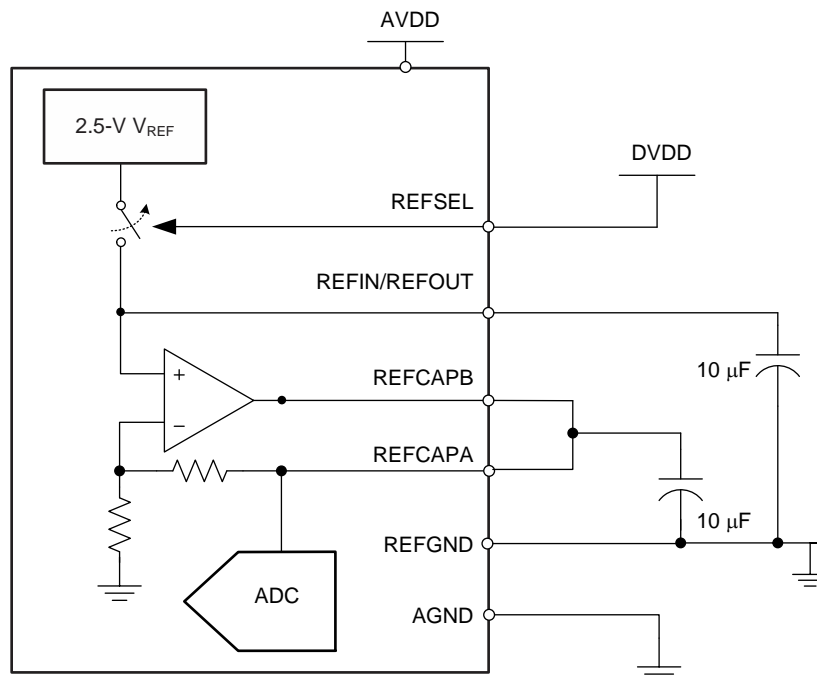 AVDD
2.5-V VREF
DVDD
REFSEL
REFIN/REFOUT
10 μF
+
REFCAPB
−
REFCAPA
10 μF
REFGND
ADC
AGND